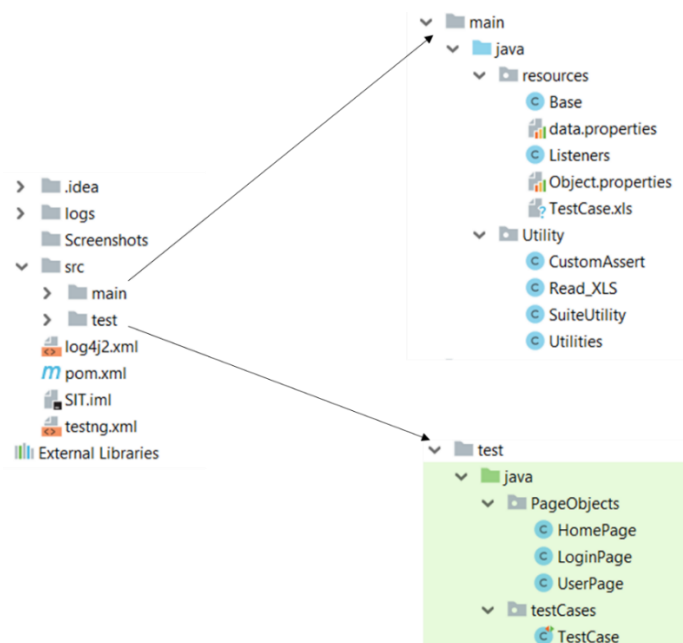 .idea
logs
Screenshots
src
main
test
log4j2.xml
pom.xml
SIT.iml
testng.xml
External Libraries
main
java
resources
Base
data.properties
Listeners
Object.properties
TestCase.xls
Utility
CustomAssert
Read_XLS
SuiteUtility
Utilities
test
java
PageObjects
HomePage
LoginPage
UserPage
testCases
TestCase